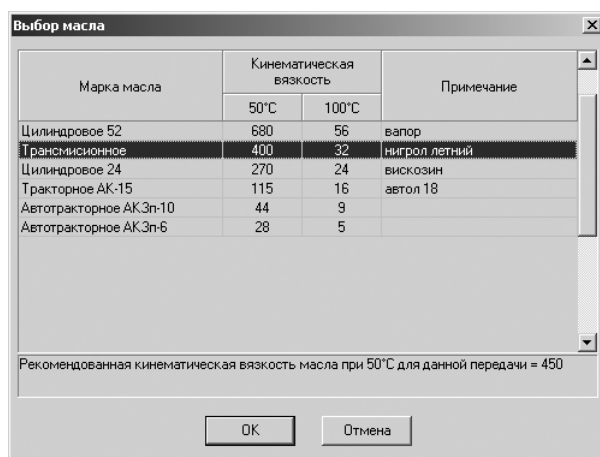 Выбор масла
Марка масла
Кинематическая
вязкость
Примечание
50°C 100°C
Цилиндровое 52 680 56 вапор
Трансмисионное 400 32 нигрол летний
Цилиндровое 24 270 24 вискозин
Тракторное АК-15 115 16 автол 18
Автотракторное АКЗп-10 44 9
Автотракторное АКЗп-6 28 5
Рекомендованная кинематическая вязкость масла при 50°C для данной передачи = 450
OK Отмена